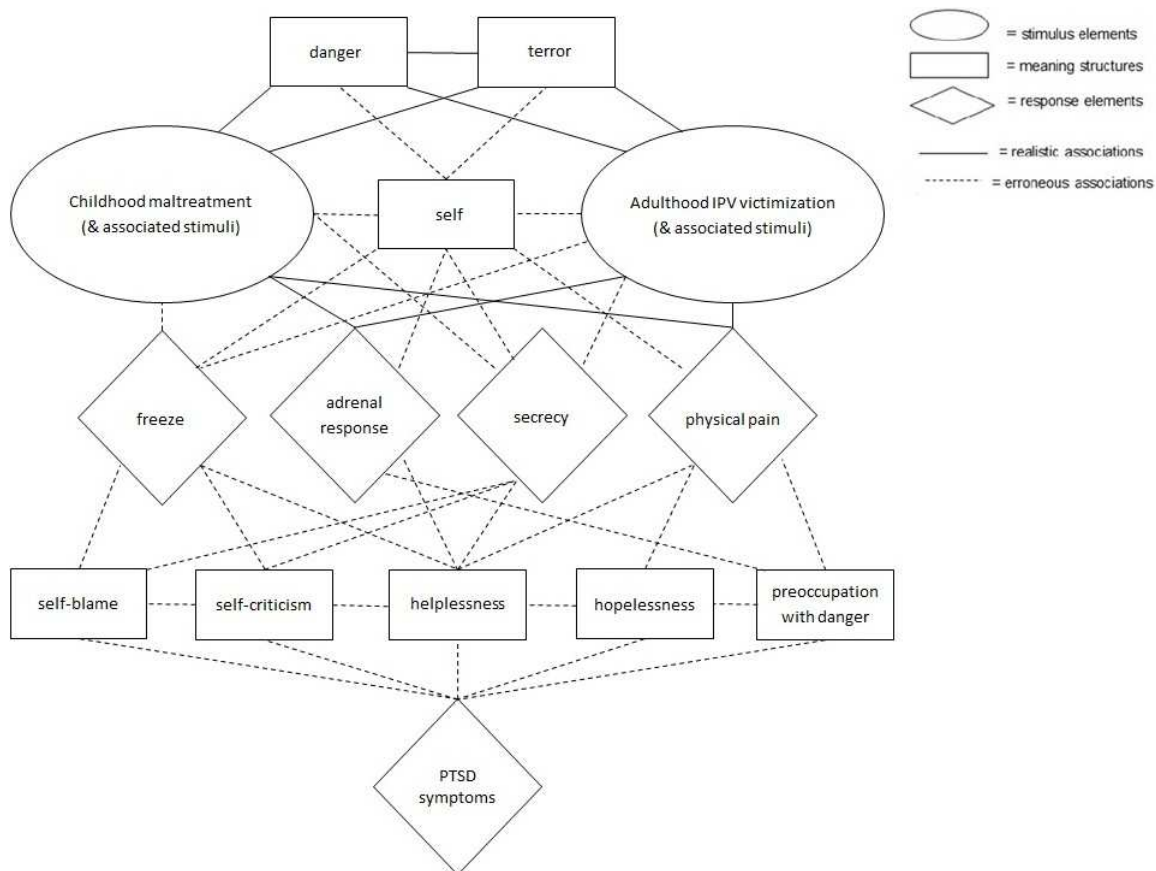 danger
terror
= stimulus elements
= meaning structures
= response elements
= realistic associations
= erroneous associations
Childhood maltreatment
(& associated stimuli)
self
Adulthood IPV victimization
(& associated stimuli)
freeze
adrenal
response
secrecy
physical pain
self-blame
self-criticism
helplessness
hopelessness
preoccupation
with danger
PTSD
symptoms